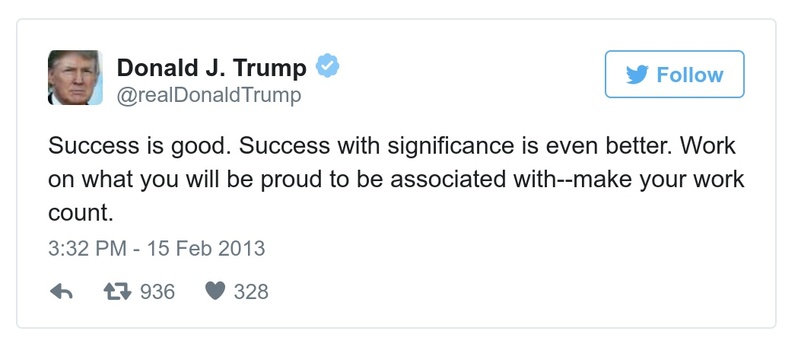 Donald J. Trump
@realDonaldTrump
Follow
Success is good. Success with significance is even better. Work
on what you will be proud to be associated with--make your work
count.
3:32 PM - 15 Feb 2013
936 328